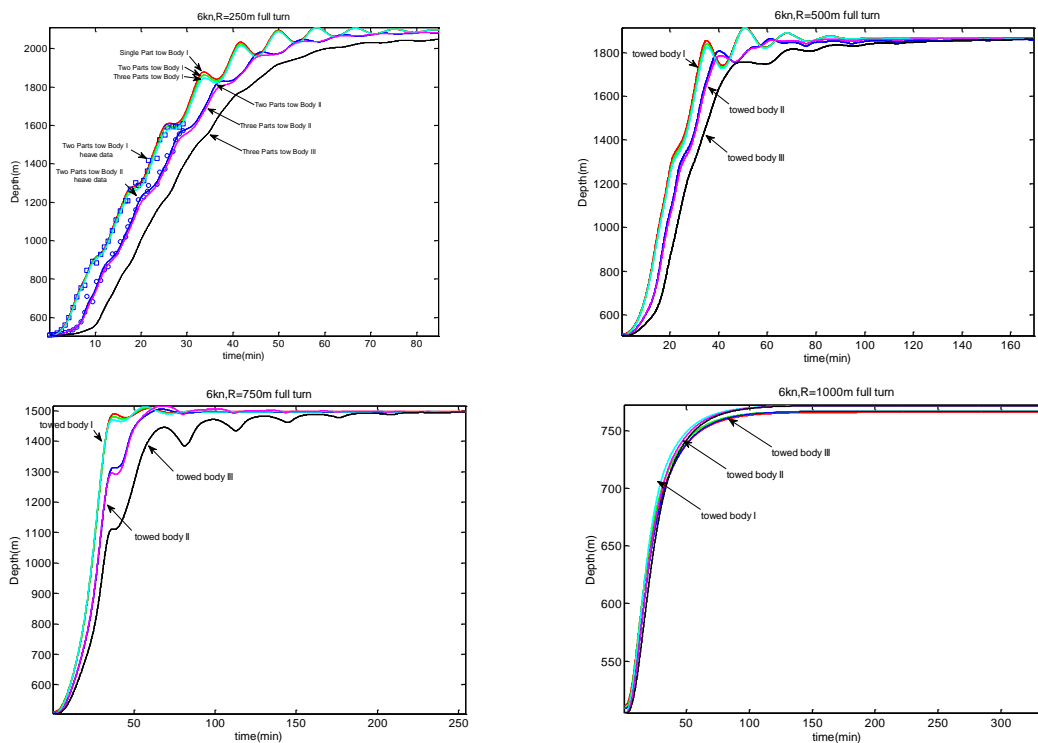 6kn,R=250m full turn
2000
1800
1600
1400
1200
1000
800
600
Depth(m)
10
20
30
40
50
60
70
80
time(min)
Single Part tow Body I
Two Parts tow Body I
Three Parts tow Body I
Two Parts tow Body II
Three Parts tow Body II
Three Parts tow Body III
Two Parts tow Body I
heave data
Two Parts tow Body II
heave data
6kn,R=500m full turn
1800
1600
1400
1200
1000
800
600
Depth(m)
20
40
60
80
100
120
140
160
time(min)
towed body I
towed body II
towed body III
6kn,R=750m full turn
1500
1400
1300
1200
1100
1000
900
800
700
600
Depth(m)
50
100
150
200
250
time(min)
towed body I
towed body III
towed body II
6kn,R=1000m full turn
750
700
650
600
550
Depth(m)
50
100
150
200
250
300
time(min)
towed body III
towed body II
towed body I